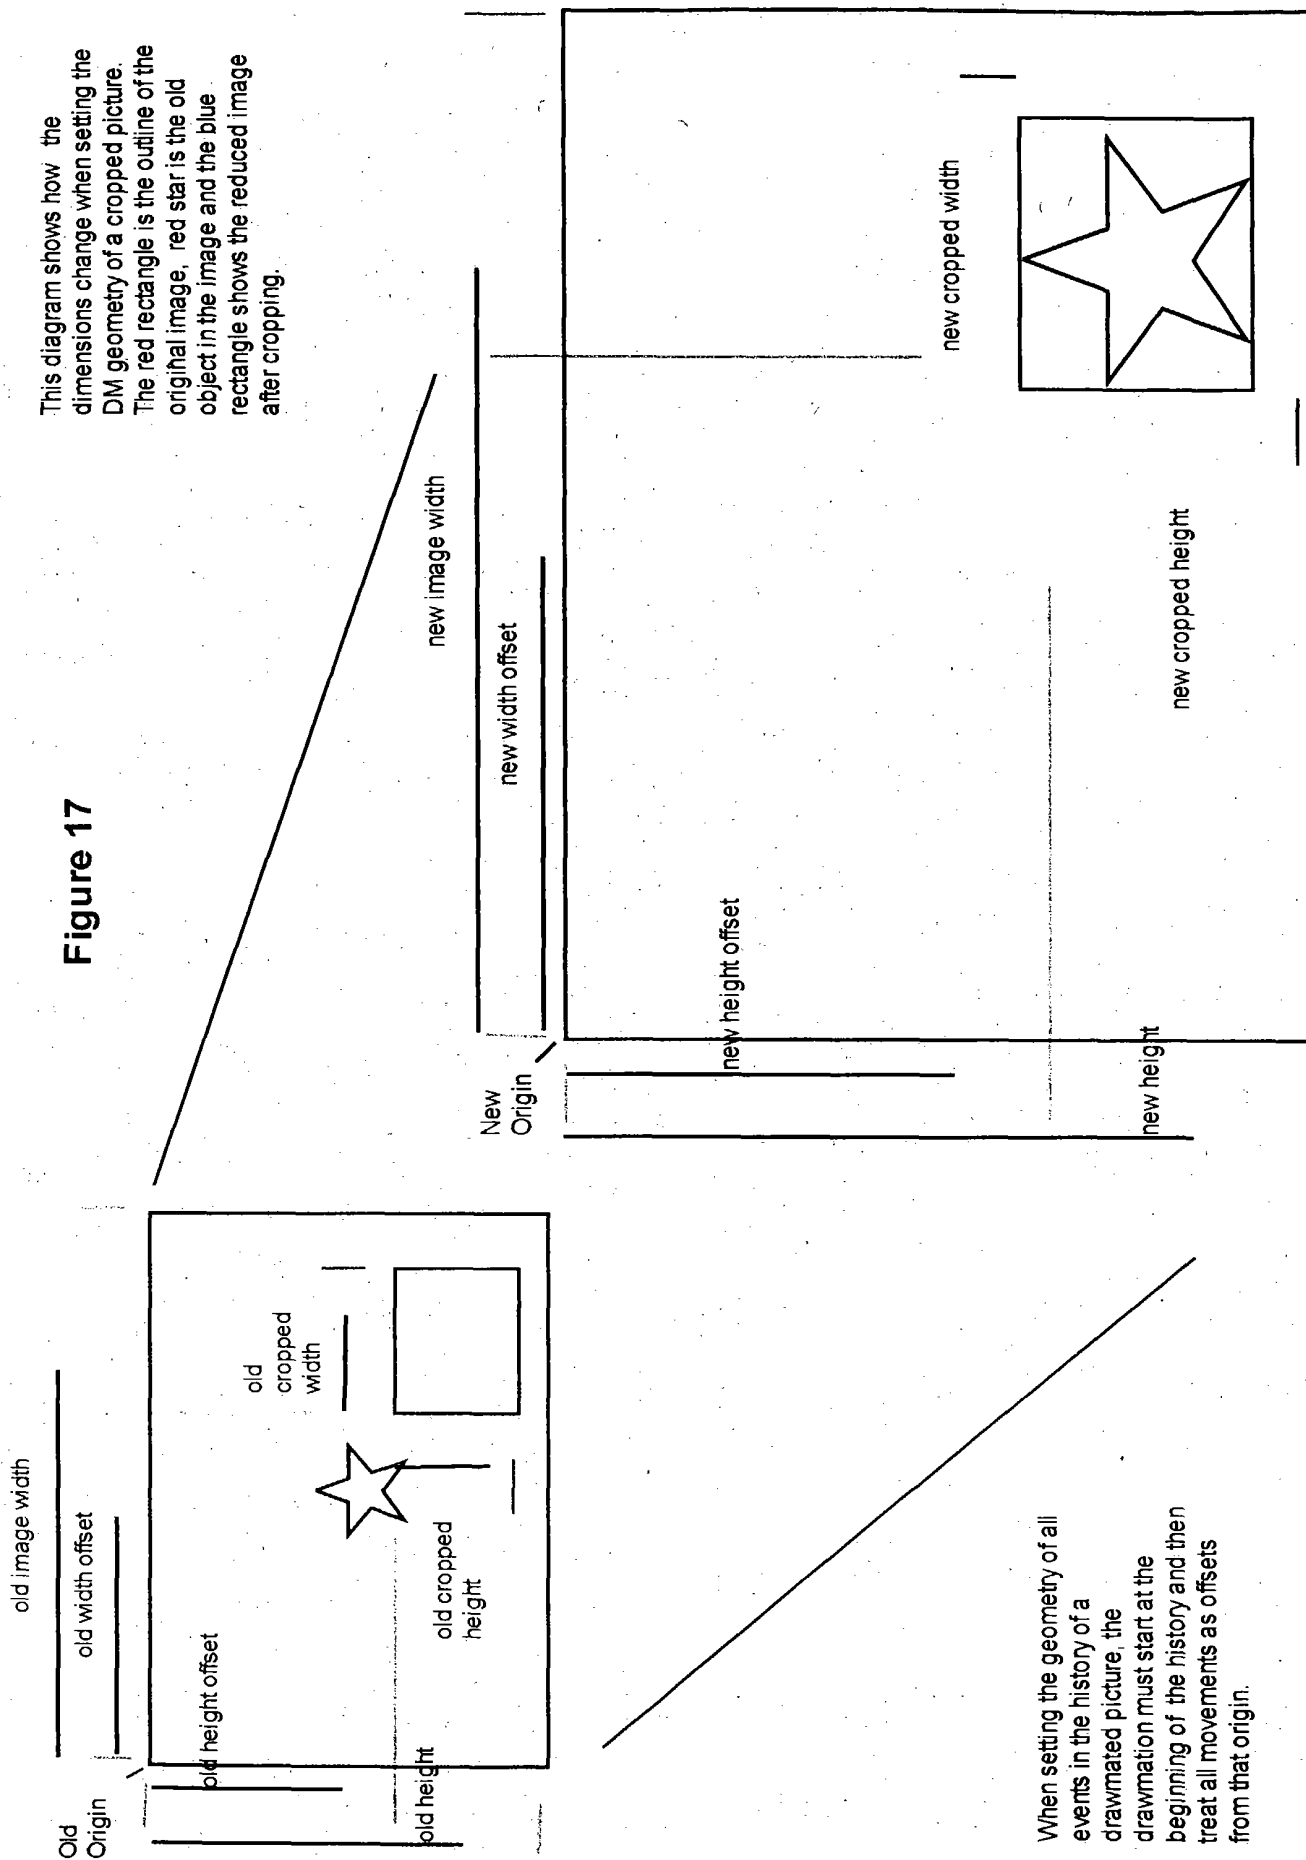 Figure 17
This diagram shows how the
dimensions change when setting the
DM geometry of a cropped picture.
The red rectangle is the outline of the
original image, red star is the old
object in the image and the blue
rectangle shows the reduced image
after cropping.
old image width
old width offset
Old
Origin
old height offset
old height
old
cropped
width
old cropped
height
new image width
new width offset
New
Origin
new height offset
new height
new cropped width
new cropped height
When setting the geometry of all
events in the history of a
drawmated picture, the
drawmation must start at the
beginning of the history and then
treat all movements as offsets
from that origin.